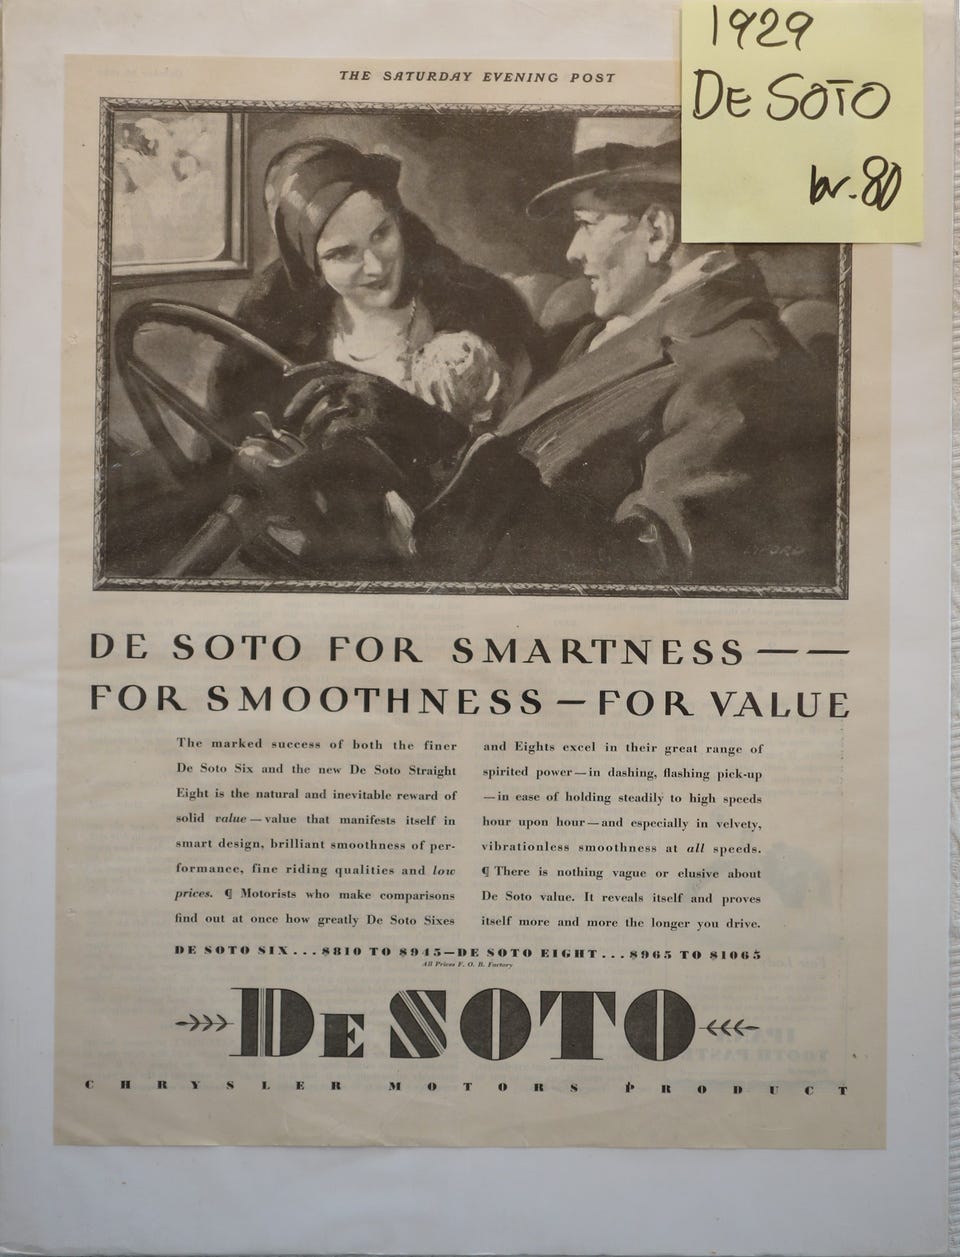 1929
DE SOTO
kr. 80
THE SATURDAY EVENING POST
DE SOTO FOR SMARTNESS — —
FOR SMOOTHNESS — FOR VALUE
The marked success of both the finer
De Soto Six and the new De Soto Straight
Eight is the natural and inevitable reward of
solid value — value that manifests itself in
smart design, brilliant smoothness of per-
formance, fine riding qualities and low
prices. ¶ Motorists who make comparisons
find out at once how greatly De Soto Sixes
and Eights excel in their great range of
spirited power — in dashing, flashing pick-up
— in ease of holding steadily to high speeds
hour upon hour — and especially in velvety,
vibrationless smoothness at all speeds.
¶ There is nothing vague or elusive about
De Soto value. It reveals itself and proves
itself more and more the longer you drive.
DE SOTO SIX . . . $810 TO $945 — DE SOTO EIGHT . . . $965 TO $1065
All Prices F. O. B. Factory
DE SOTO
CHRYSLER MOTORS PRODUCT